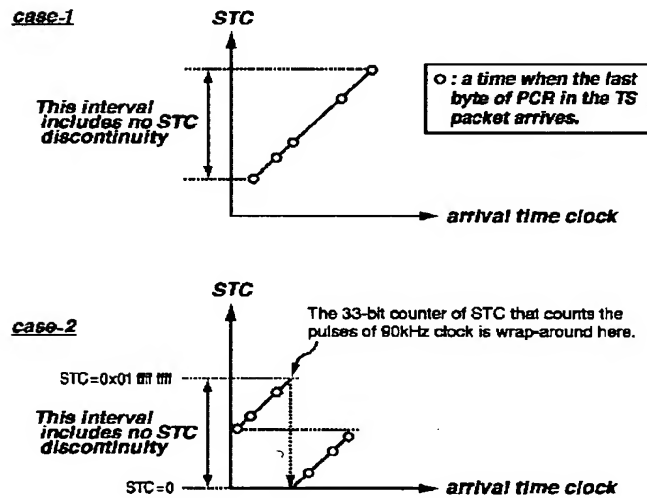 case-1
STC
This interval
includes no STC
discontinuity
o : a time when the last
byte of PCR in the TS
packet arrives.
arrival time clock
case-2
STC
The 33-bit counter of STC that counts the
pulses of 90kHz clock is wrap-around here.
STC=0x01 ffff ffff
This interval
includes no STC
discontinuity
STC=0
arrival time clock